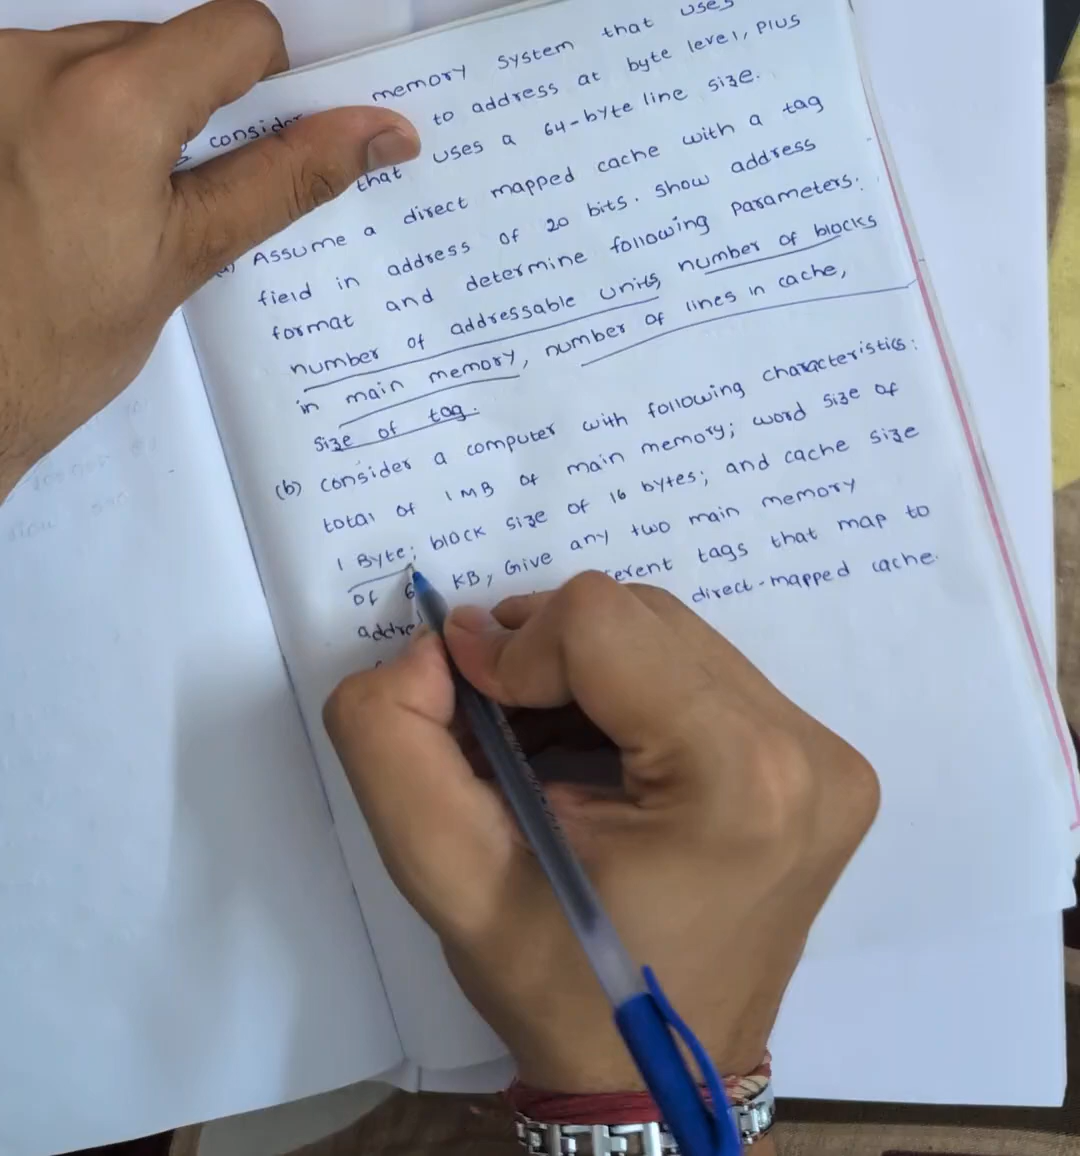 memory system that uses
to address at byte level, plus
that uses a 64-byte line size.
Assume a direct mapped cache with a tag
field in address of 20 bits. show address
format and determine following parameters:
number of addressable units, number of blocks
in main memory, number of lines in cache,
size of tag.
(b) consider a computer with following characteristics:
total of 1 MB of main memory; word size of
1 Byte; block size of 16 bytes; and cache size
of KB, Give any two main memory
tags that map to
direct-mapped cache.